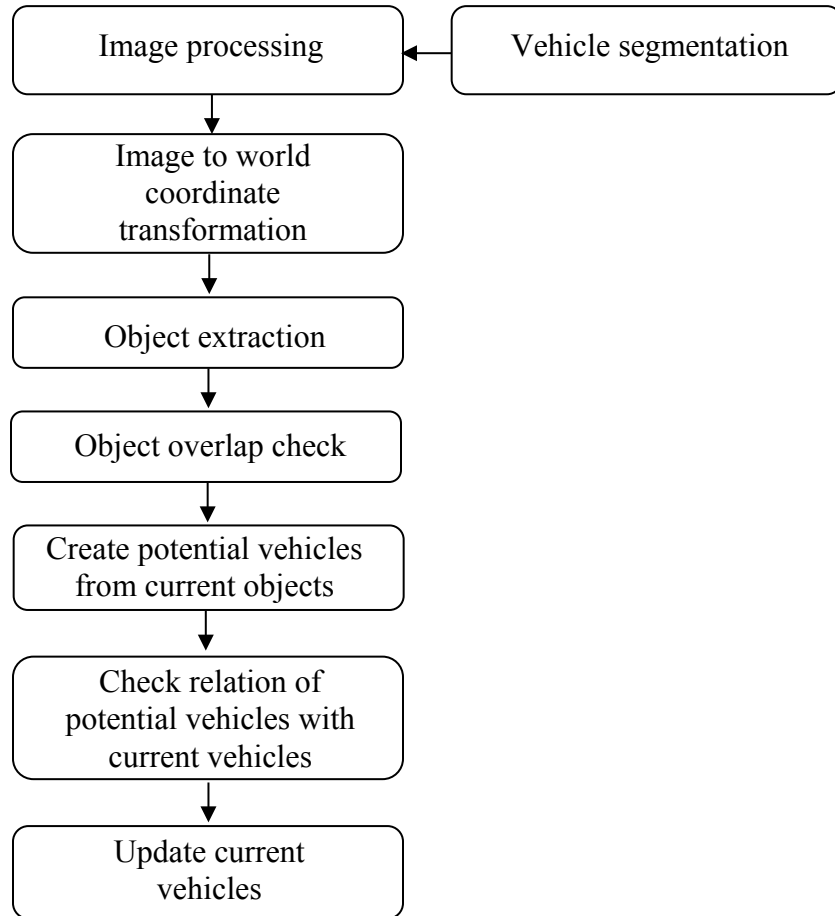 Image processing
Vehicle segmentation
Image to world
coordinate
transformation
Object extraction
Object overlap check
Create potential vehicles
from current objects
Check relation of
potential vehicles with
current vehicles
Update current
vehicles